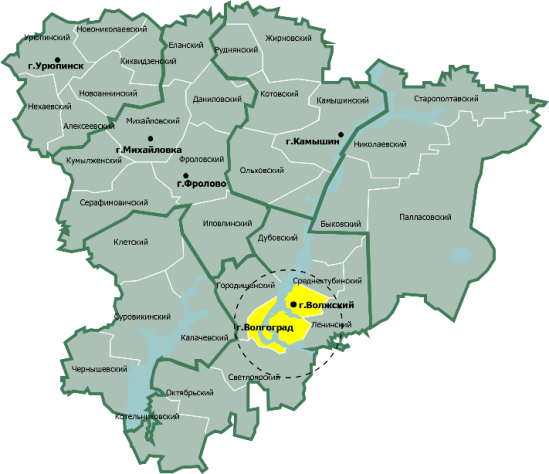 Новониколаевский
Урюпинский
Еланский
Руднянский
Жирновский
г.Урюпинск
Киквидзенский
Новоаннинский
Даниловский
Котовский
Камышинский
Старополтавский
Нехаевский
Алексеевский
Михайловский
г.Михайловка
г.Камышин
Николаевский
Кумылженский
Фроловский
г.Фролово
Ольховский
Серафимовичский
Иловлинский
Быковский
Палласовский
Клетский
Дубовский
Городищенский
Среднехтубинский
г.Волжский
Суровикинский
г.Волгоград
Ленинский
Калачевский
Чернышевский
Светлоярский
Октябрьский
Котельниковский